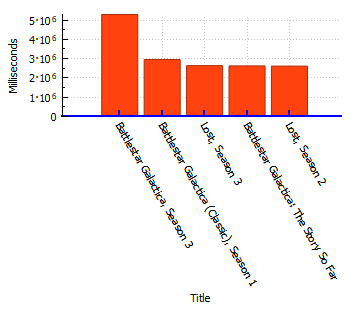 Milliseconds
5·10⁶
4·10⁶
3·10⁶
2·10⁶
1·10⁶
0
Battlestar Galactica, Season 3
Battlestar Galactica (Classic), Season 1
Lost, Season 3
Battlestar Galactica: The Story So Far
Lost, Season 2
Title